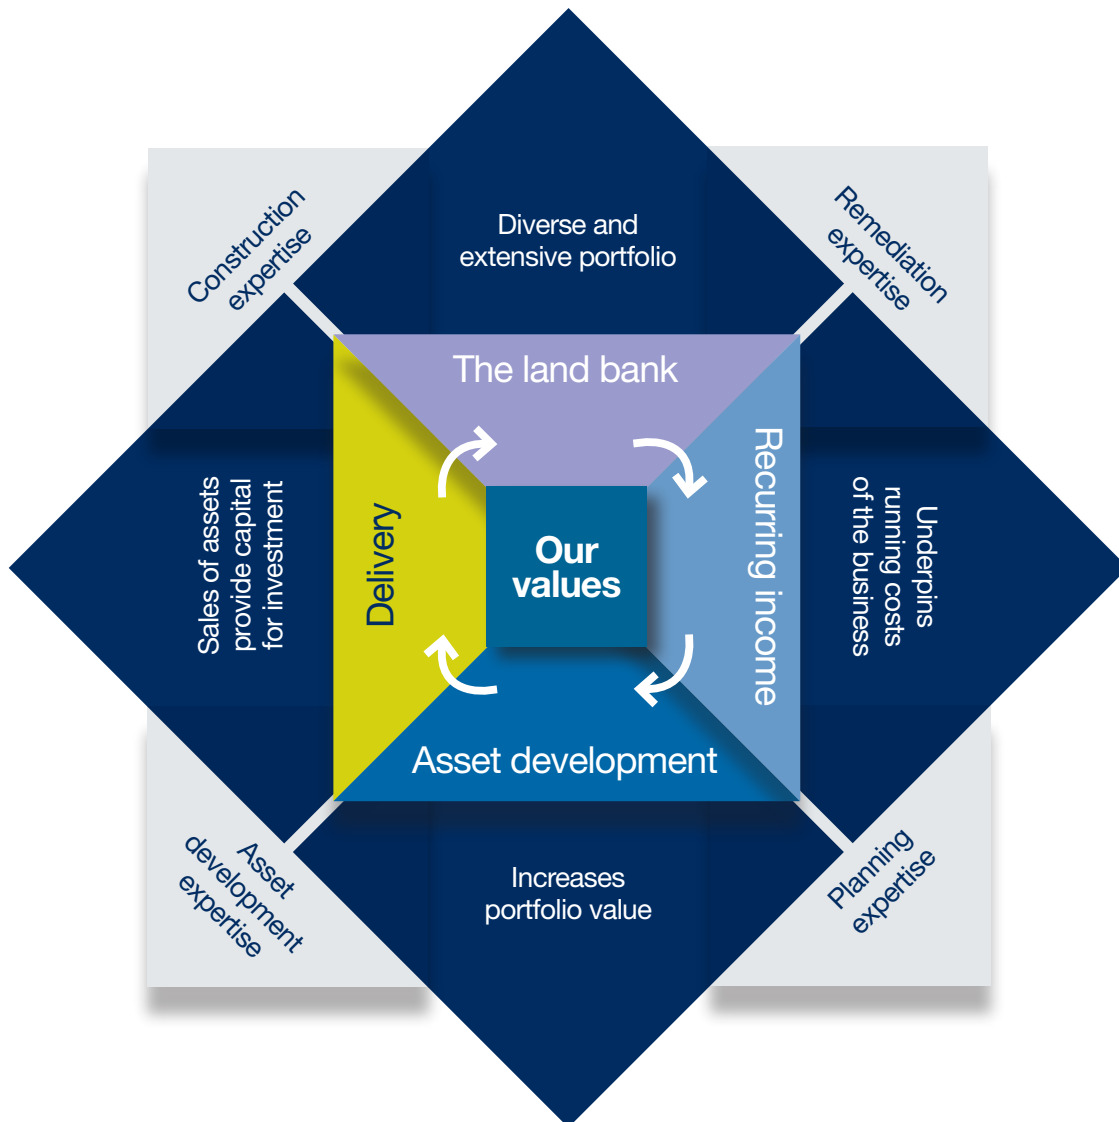 Construction
expertise
Diverse and
extensive portfolio
Remediation
expertise
The land bank
Sales of assets
provide capital
for investment
Delivery
Our
values
Recurring income
Underpins
running costs
of the business
Asset development
Asset
development
expertise
Increases
portfolio value
Planning
expertise